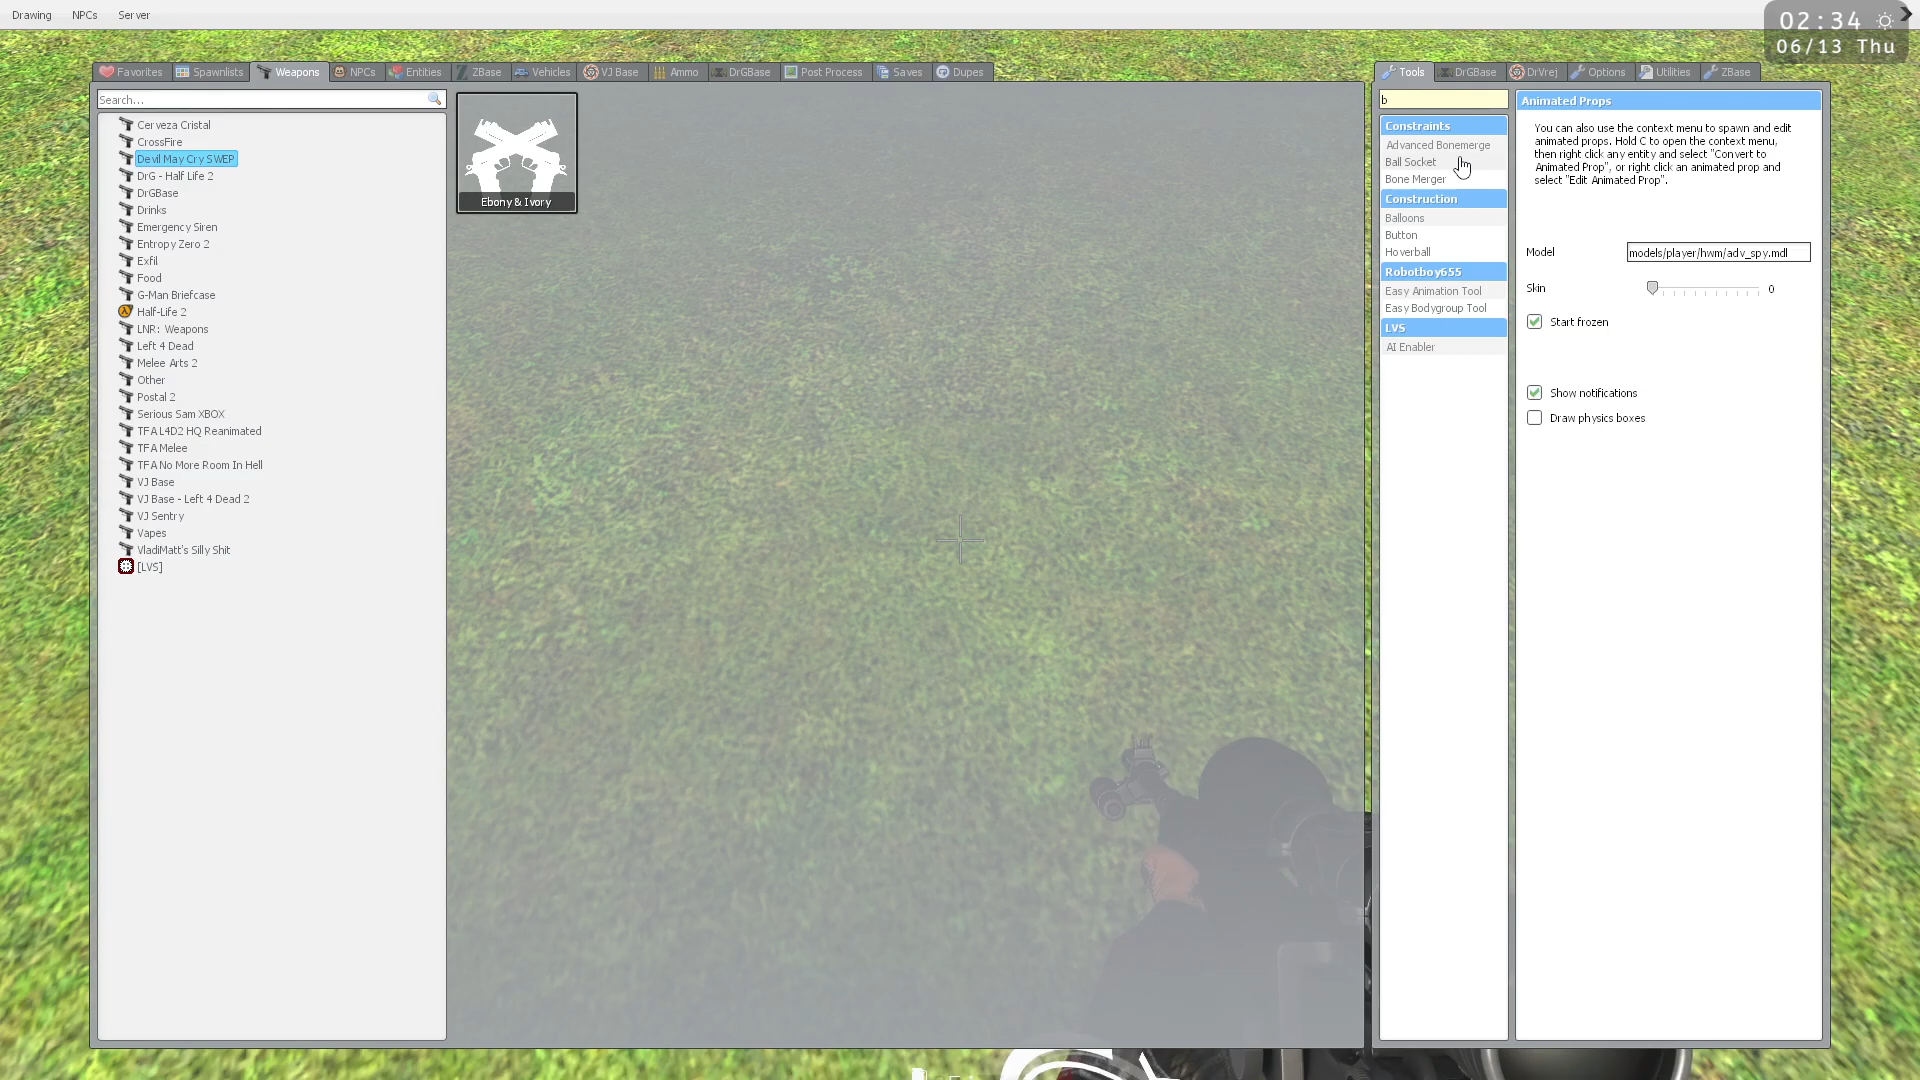 Drawing NPCs Server
02:34
06/13 Thu
Favorites Spawnlists Weapons NPCs Entities ZBase Vehicles VJ Base Ammo DrGBase Post Process Saves Dupes
Search...
Cerveza Cristal
CrossFire
Devil May Cry SWEP
DrG - Half Life 2
DrGBase
Drinks
Emergency Siren
Entropy Zero 2
Exfil
Food
G-Man Briefcase
Half-Life 2
LNR: Weapons
Left 4 Dead
Melee Arts 2
Other
Postal 2
Serious Sam XBOX
TFA L4D2 HQ Reanimated
TFA Melee
TFA No More Room In Hell
VJ Base
VJ Base - Left 4 Dead 2
VJ Sentry
Vapes
VladiMatt's Silly Shit
[LVS]
Ebony & Ivory
Tools DrGBase DrVrej Options Utilities ZBase
b
Constraints
Advanced Bonemerge
Ball Socket
Bone Merger
Construction
Balloons
Button
Hoverball
Robotboy655
Easy Animation Tool
Easy Bodygroup Tool
LVS
AI Enabler
Animated Props
You can also use the context menu to spawn and edit
animated props. Hold C to open the context menu,
then right click any entity and select "Convert to
Animated Prop", or right click an animated prop and
select "Edit Animated Prop".
Model models/player/hwm/adv_spy.mdl
Skin 0
Start frozen
Show notifications
Draw physics boxes